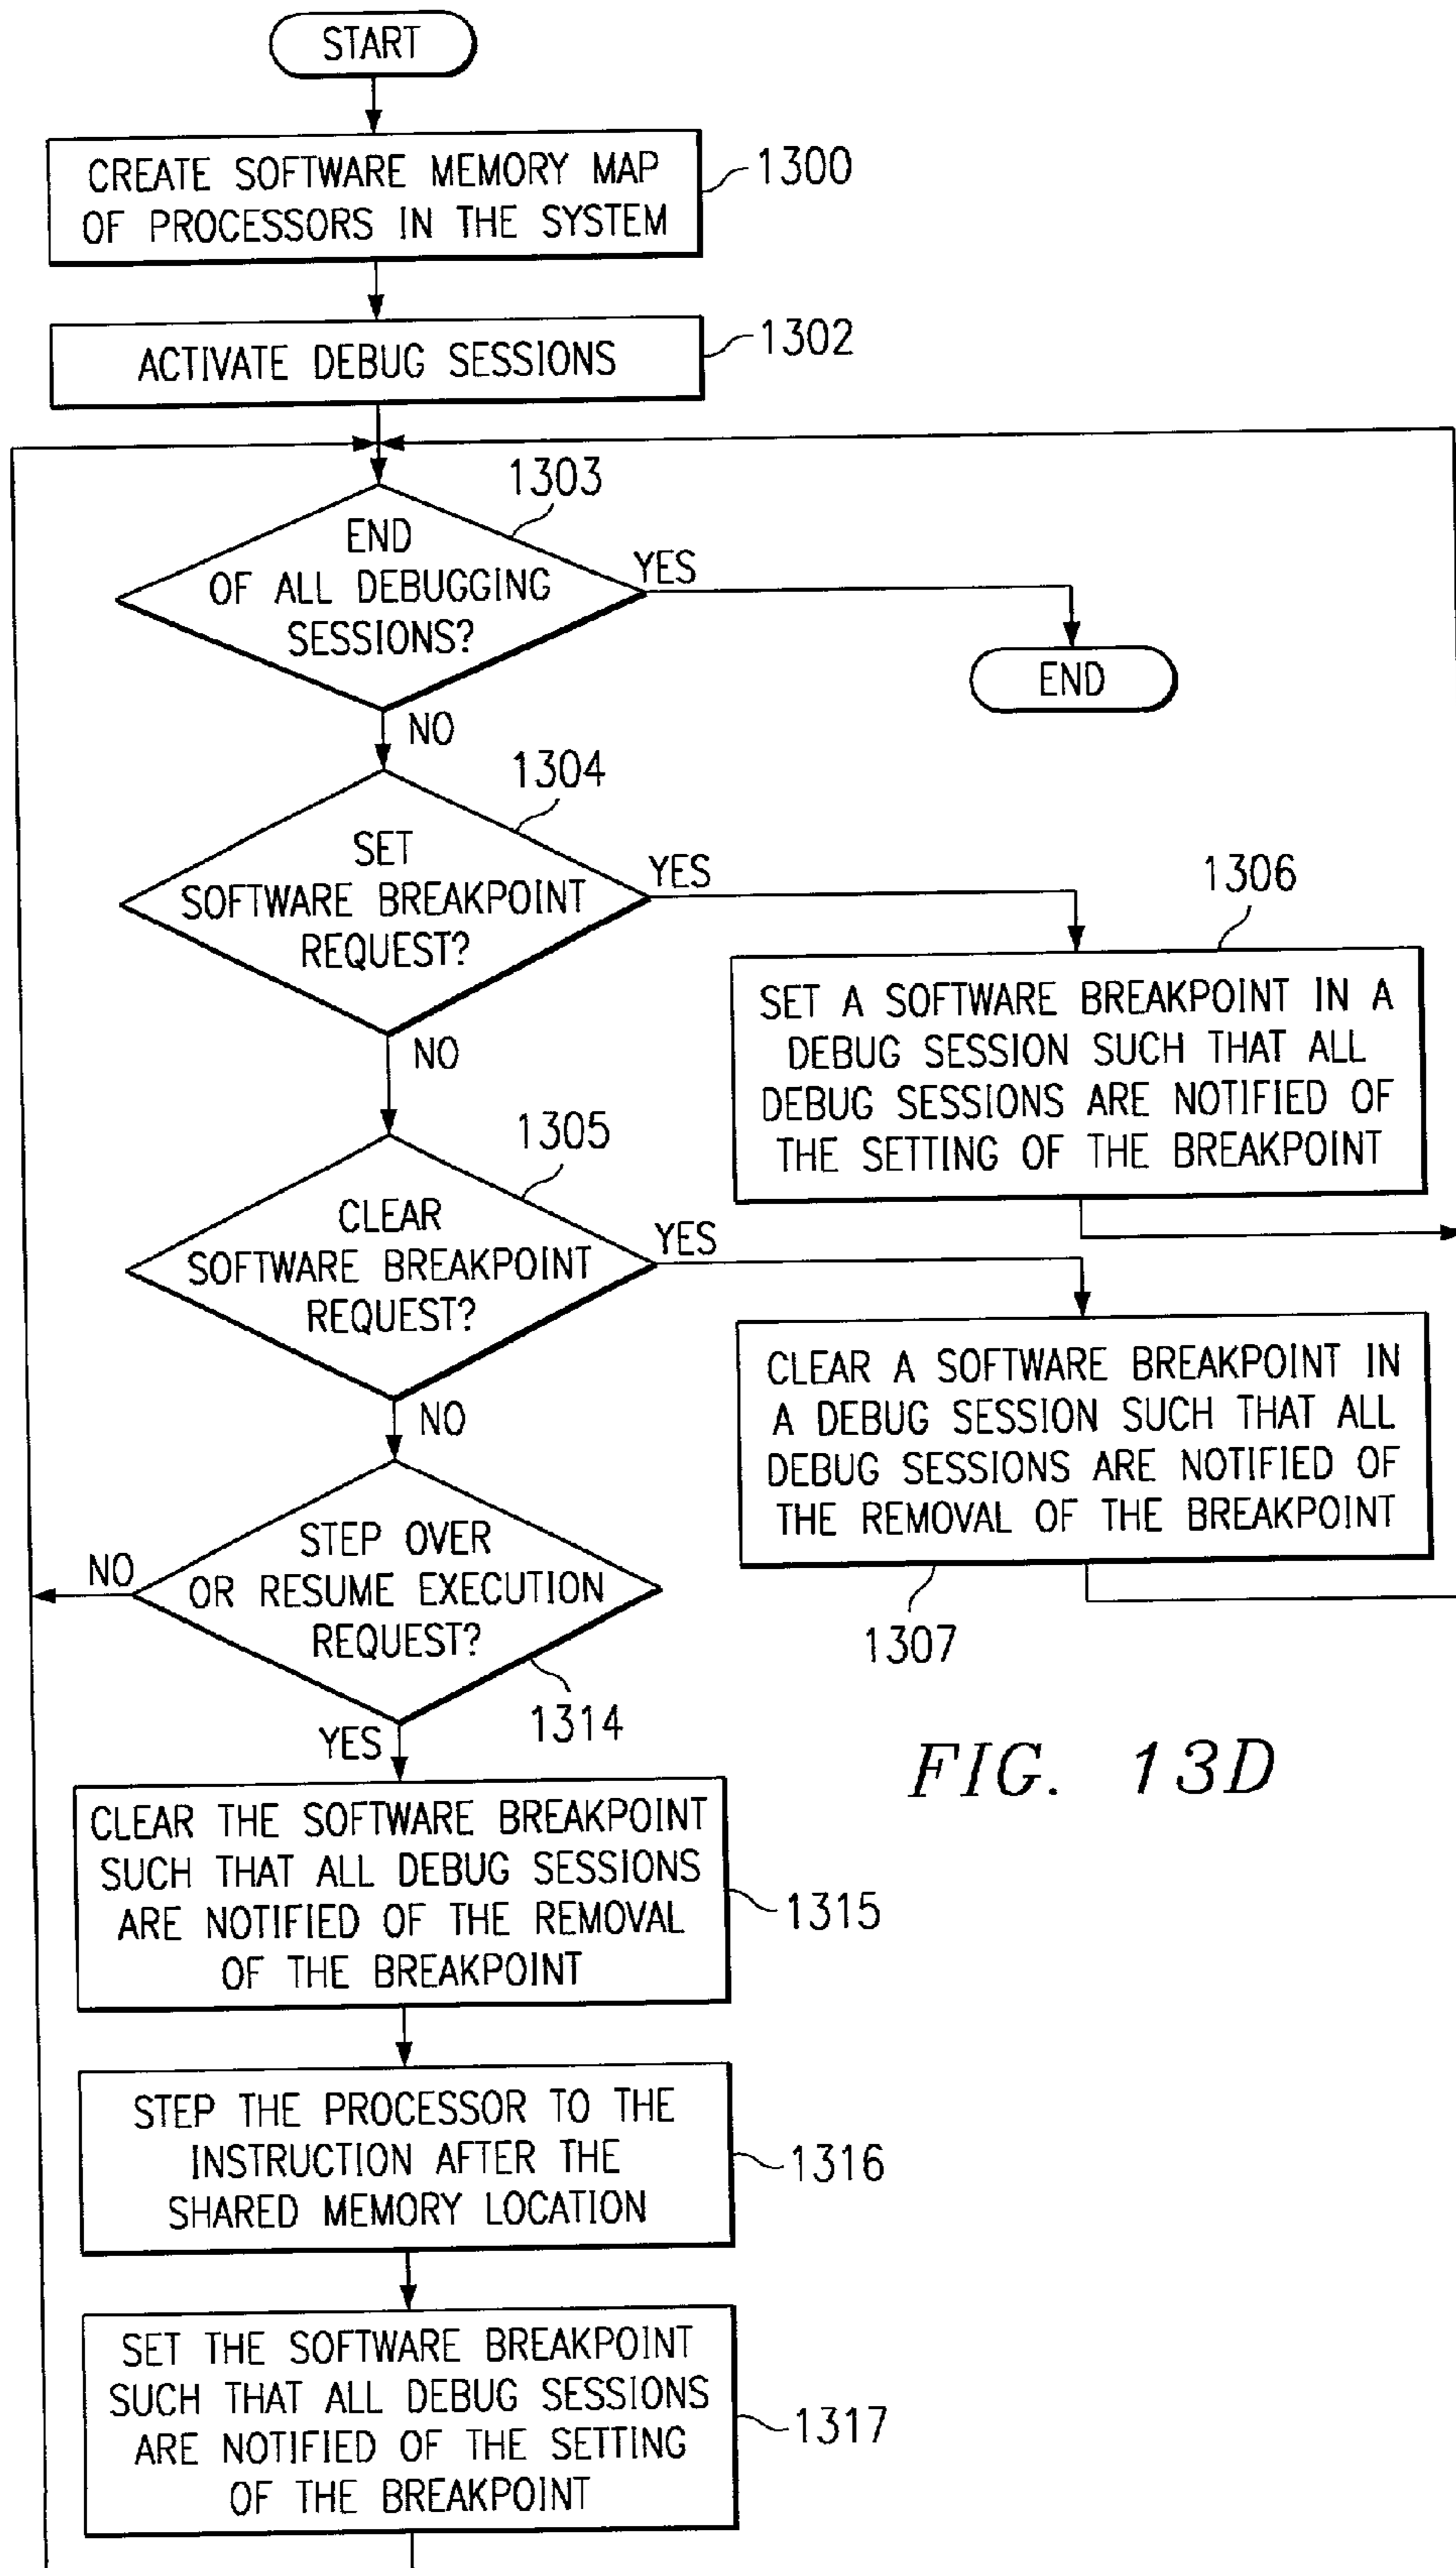 START
CREATE SOFTWARE MEMORY MAP
OF PROCESSORS IN THE SYSTEM
1300
ACTIVATE DEBUG SESSIONS
1302
1303
END
OF ALL DEBUGGING
SESSIONS?
YES
END
NO
1304
SET
SOFTWARE BREAKPOINT
REQUEST?
YES
1306
SET A SOFTWARE BREAKPOINT IN A
DEBUG SESSION SUCH THAT ALL
DEBUG SESSIONS ARE NOTIFIED OF
THE SETTING OF THE BREAKPOINT
NO
1305
CLEAR
SOFTWARE BREAKPOINT
REQUEST?
YES
CLEAR A SOFTWARE BREAKPOINT IN
A DEBUG SESSION SUCH THAT ALL
DEBUG SESSIONS ARE NOTIFIED OF
THE REMOVAL OF THE BREAKPOINT
1307
NO
STEP OVER
OR RESUME EXECUTION
REQUEST?
NO
1314
YES
FIG. 13D
CLEAR THE SOFTWARE BREAKPOINT
SUCH THAT ALL DEBUG SESSIONS
ARE NOTIFIED OF THE REMOVAL
OF THE BREAKPOINT
1315
STEP THE PROCESSOR TO THE
INSTRUCTION AFTER THE
SHARED MEMORY LOCATION
1316
SET THE SOFTWARE BREAKPOINT
SUCH THAT ALL DEBUG SESSIONS
ARE NOTIFIED OF THE SETTING
OF THE BREAKPOINT
1317